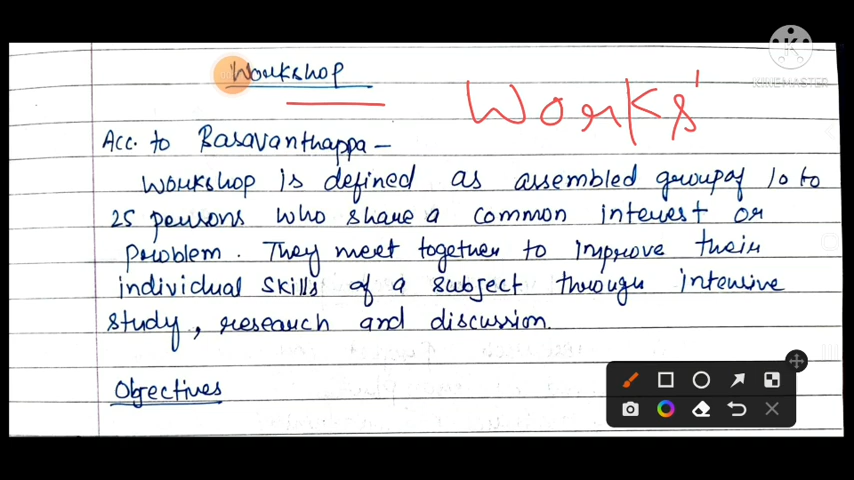 Workshop
Works'
KINEMASTER
Acc. to Basavanthappa -
Workshop is defined as assembled group of 10 to
25 persons who share a common interest or
problem. They meet together to improve their
individual skills of a subject through intensive
study, research and discussion.
Objectives